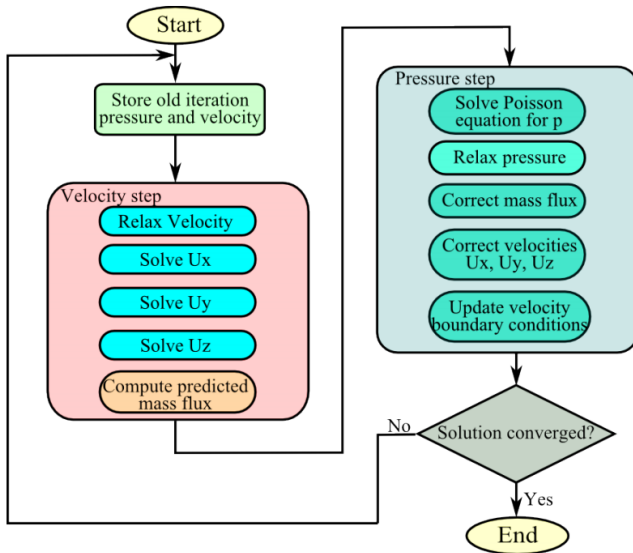 Start
Store old iteration
pressure and velocity
Velocity step
Relax Velocity
Solve Ux
Solve Uy
Solve Uz
Compute predicted
mass flux
Pressure step
Solve Poisson
equation for p
Relax pressure
Correct mass flux
Correct velocities
Ux, Uy, Uz
Update velocity
boundary conditions
Solution converged?
No
Yes
End